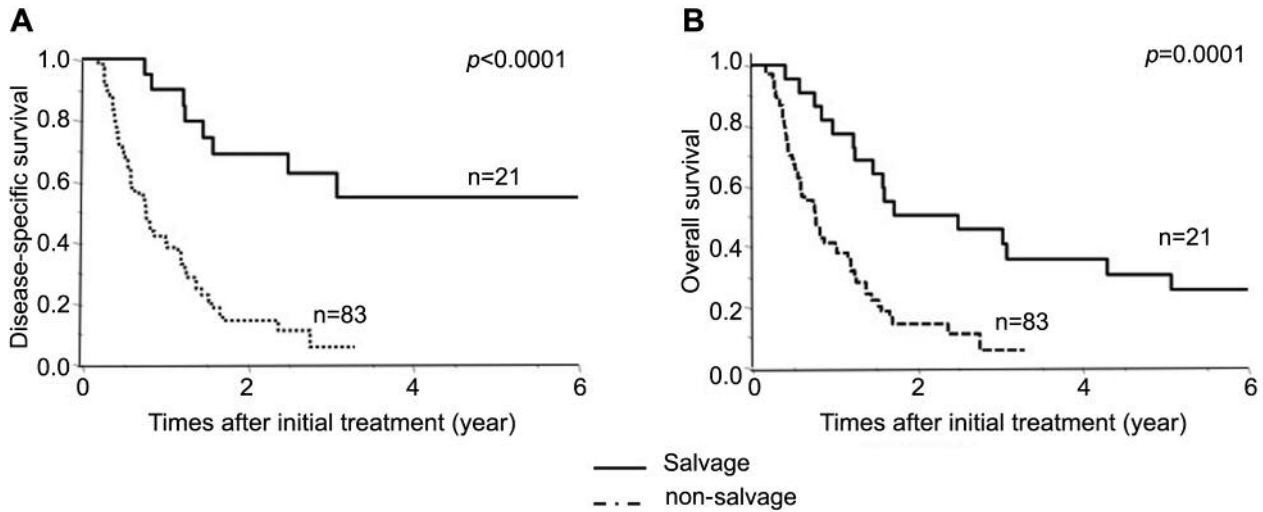 A
p<0.0001
Disease-specific survival
1.0
0.8
0.6
0.4
0.2
0.0
n=21
n=83
0
2
4
6
Times after initial treatment (year)
B
p=0.0001
Overall survival
1.0
0.8
0.6
0.4
0.2
0.0
n=21
n=83
0
2
4
6
Times after initial treatment (year)
Salvage
non-salvage